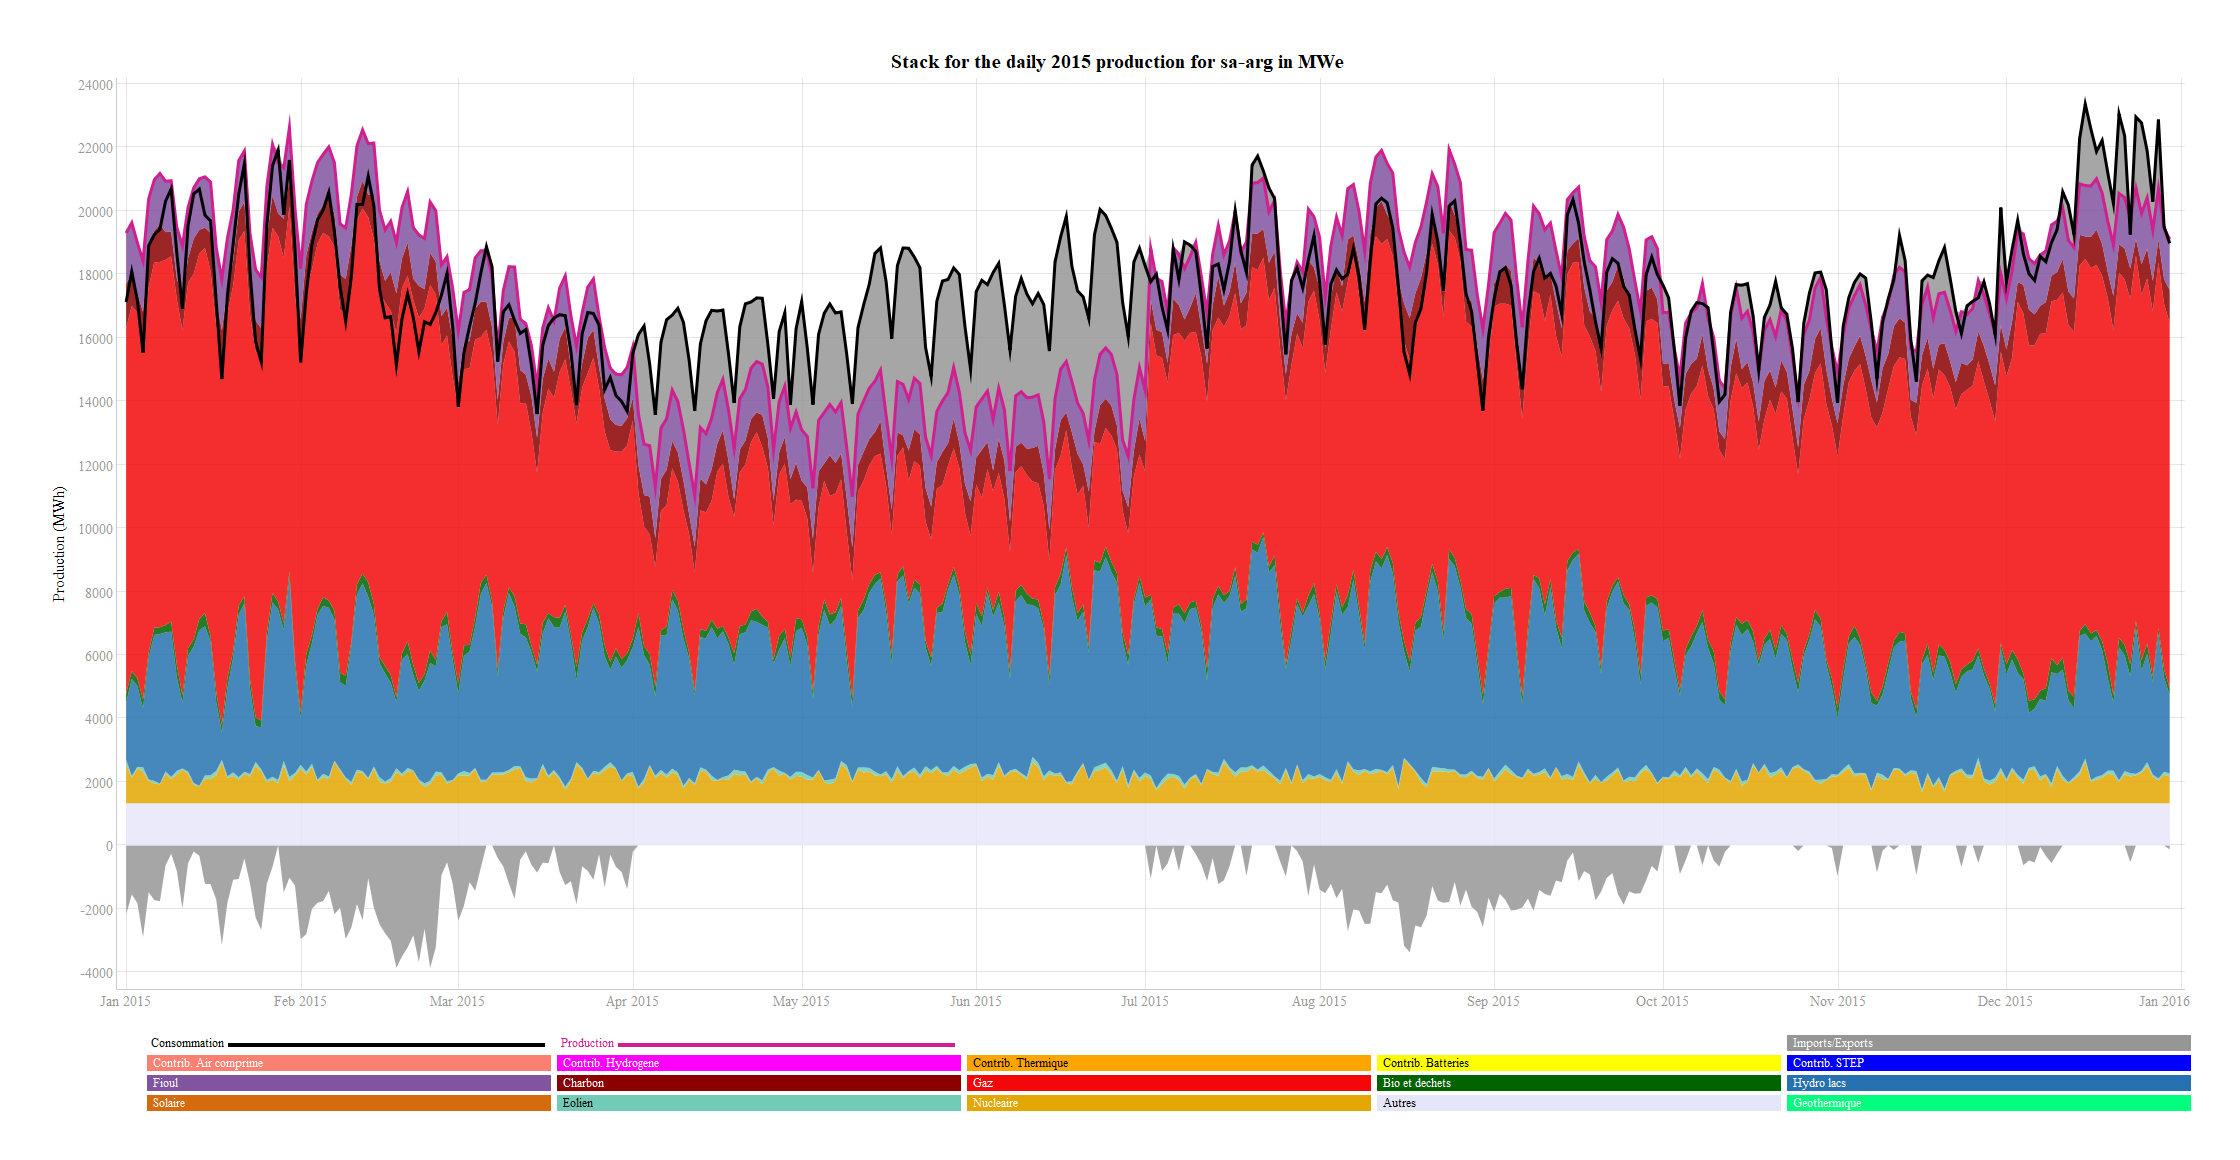 Stack for the daily 2015 production for sa-arg in MWe
24000
22000
20000
18000
16000
14000
12000
10000
8000
6000
4000
2000
0
-2000
-4000
Production (MWh)
Jan 2015 Feb 2015 Mar 2015 Apr 2015 May 2015 Jun 2015 Jul 2015 Aug 2015 Sep 2015 Oct 2015 Nov 2015 Dec 2015 Jan 2016
Consommation Production Imports/Exports
Contrib. Air comprime Contrib. Hydrogene Contrib. Thermique Contrib. Batteries Contrib. STEP
Fioul Charbon Gaz Bio et dechets Hydro lacs
Solaire Eolien Nucleaire Autres Geothermique